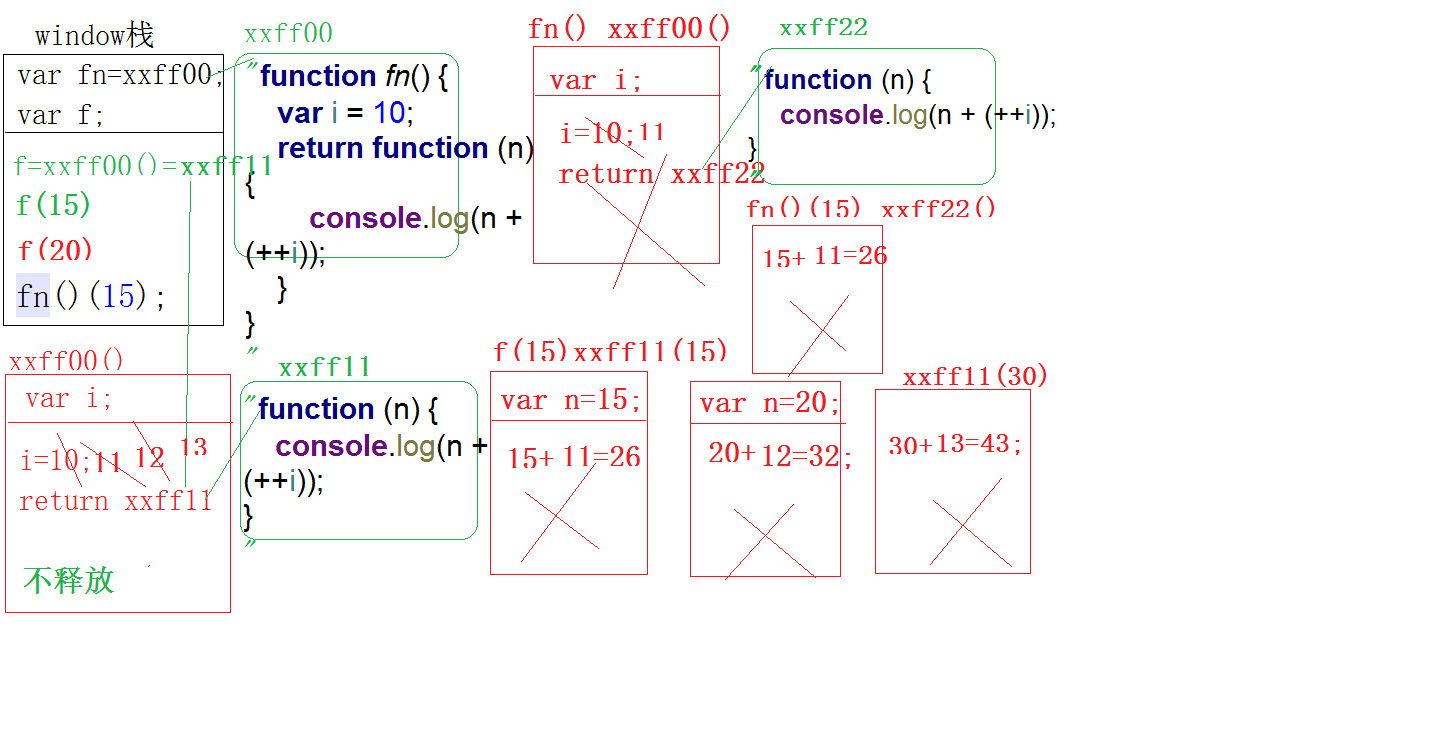 window栈
var fn=xxff00;
var f;
f=xxff00()=xxff11
f(15)
f(20)
fn()(15);
xxff00
"function fn() {
var i = 10;
return function (n)
{
console.log(n +
(++i));
}
}
"
fn() xxff00()
var i;
i=10;11
return xxff22
xxff22
"function (n) {
console.log(n + (++i));
}
"
fn()(15) xxff22()
15+ 11=26
xxff00()
var i;
i=10;11 12 13
return xxff11
不释放
xxff11
"function (n) {
console.log(n +
(++i));
}
"
f(15)xxff11(15)
var n=15;
15+ 11=26
var n=20;
20+12=32;
xxff11(30)
30+13=43;